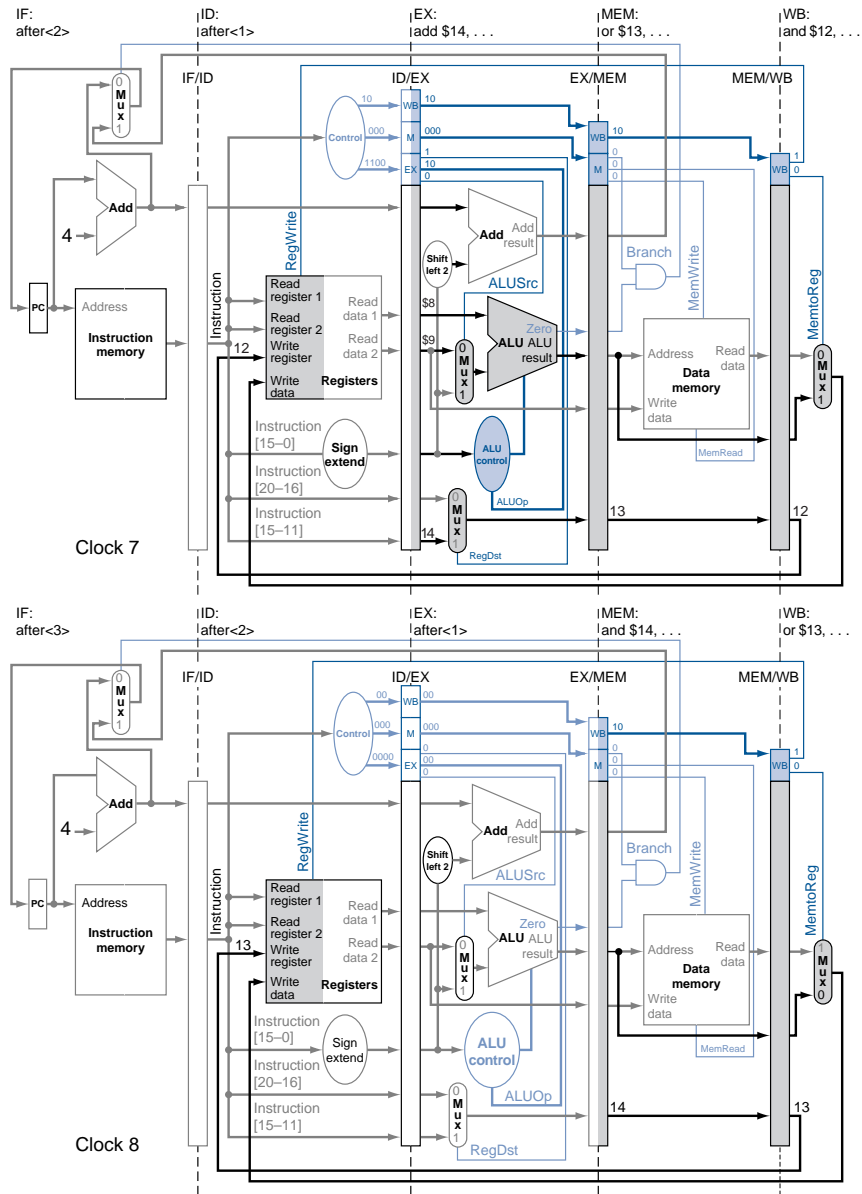 IF: after<2>
ID: after<1>
EX: add $14, . . .
MEM: or $13, . . .
WB: and $12, . . .
IF/ID
ID/EX
EX/MEM
MEM/WB
0
Mux
1
Control
10
000
1100
WB
M
EX
10
000
1
10
0
WB
M
10
0
0
0
WB
1
0
Add
4
PC
Address
Instruction memory
Instruction
RegWrite
12
Read register 1
Read register 2
Write register
Write data
Read data 1
Read data 2
Registers
$8
$9
Shift left 2
Add
Add result
ALUSrc
0
Mux
1
Zero
ALU
ALU result
Branch
MemWrite
Address
Write data
Read data
Data memory
MemRead
MemtoReg
0
Mux
1
Instruction [15–0]
Sign extend
ALU control
ALUOp
Instruction [20–16]
Instruction [15–11]
14
0
Mux
1
RegDst
13
12
Clock 7
IF: after<3>
ID: after<2>
EX: after<1>
MEM: and $14, . . .
WB: or $13, . . .
IF/ID
ID/EX
EX/MEM
MEM/WB
0
Mux
1
Control
00
000
0000
WB
M
EX
00
000
0
00
0
WB
M
10
0
0
0
WB
1
0
Add
4
PC
Address
Instruction memory
Instruction
RegWrite
13
Read register 1
Read register 2
Write register
Write data
Read data 1
Read data 2
Registers
Shift left 2
Add
Add result
ALUSrc
0
Mux
1
Zero
ALU
ALU result
Branch
MemWrite
Address
Write data
Read data
Data memory
MemRead
MemtoReg
1
Mux
0
Instruction [15–0]
Sign extend
ALU control
ALUOp
Instruction [20–16]
Instruction [15–11]
0
Mux
1
RegDst
14
13
Clock 8